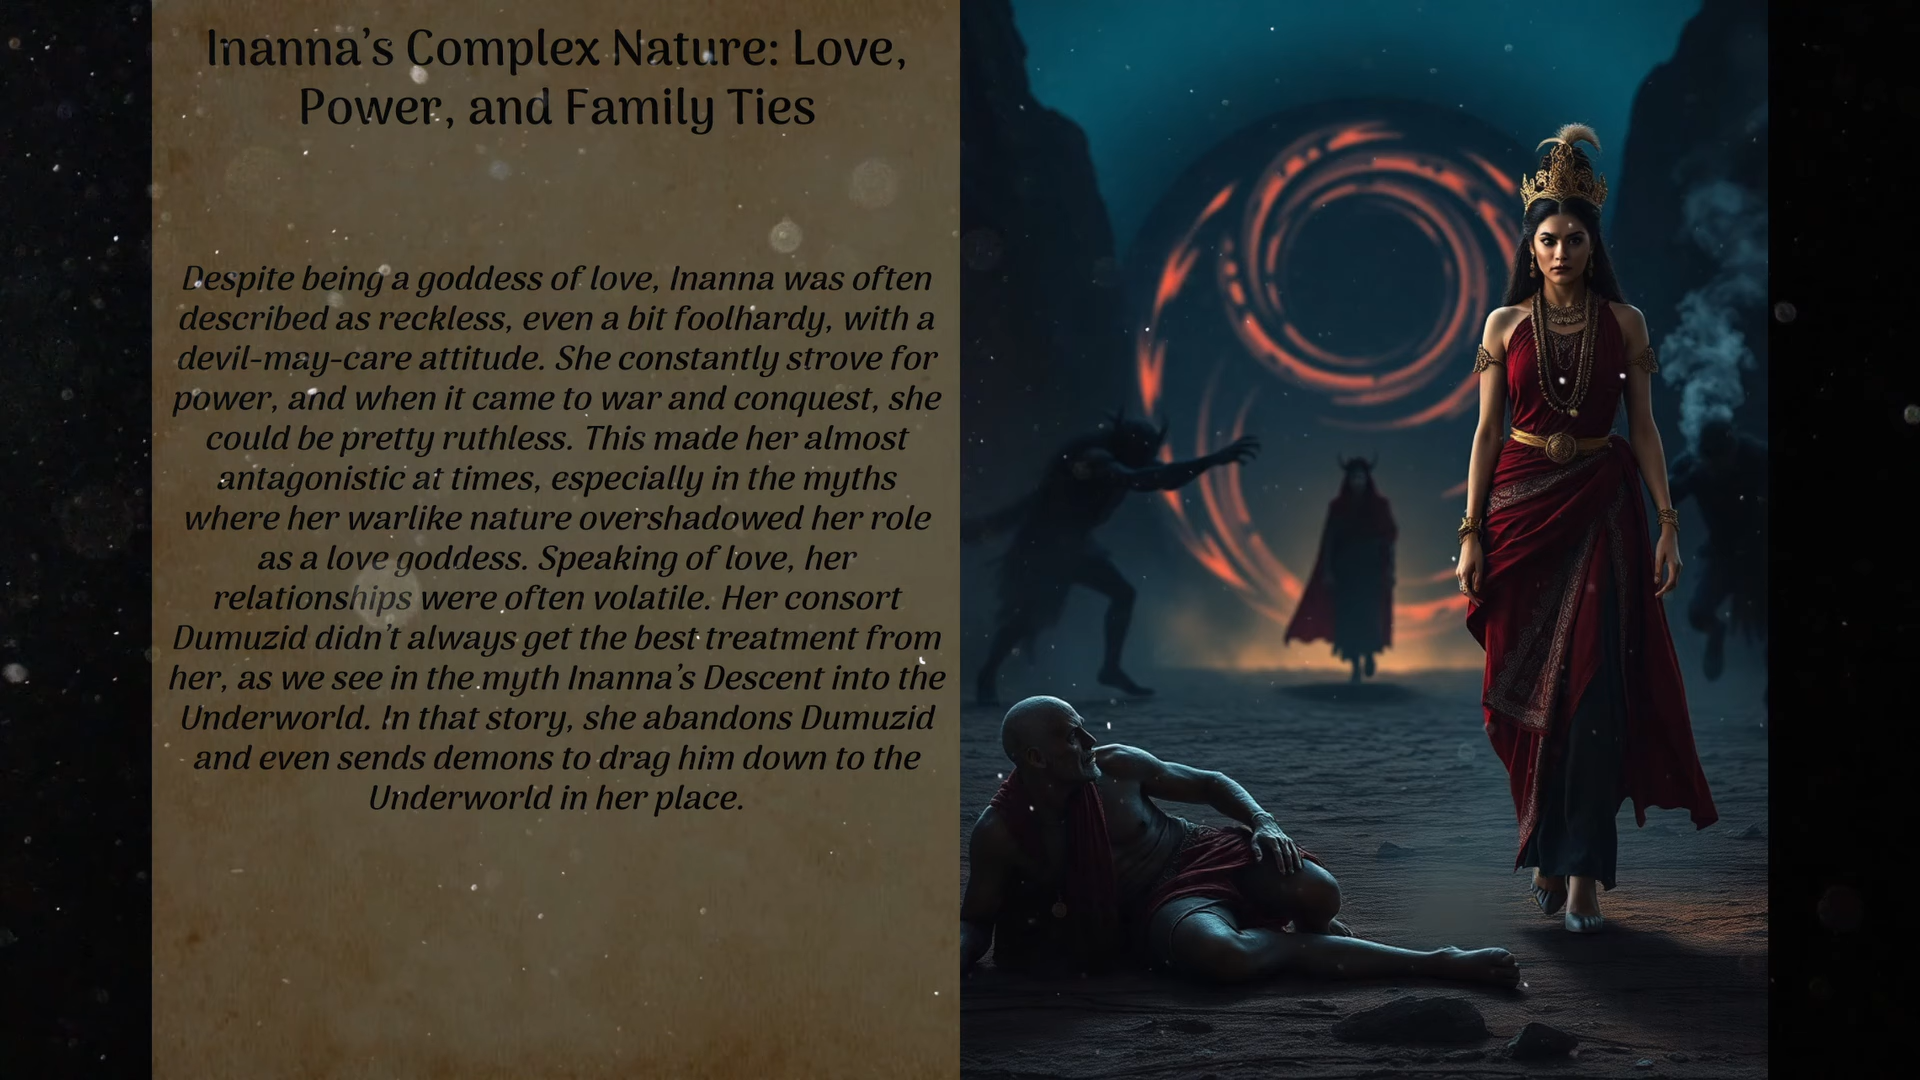 Inanna’s Complex Nature: Love,
Power, and Family Ties
Despite being a goddess of love, Inanna was often
described as reckless, even a bit foolhardy, with a
devil-may-care attitude. She constantly strove for
power, and when it came to war and conquest, she
could be pretty ruthless. This made her almost
antagonistic at times, especially in the myths
where her warlike nature overshadowed her role
as a love goddess. Speaking of love, her
relationships were often volatile. Her consort
Dumuzid didn’t always get the best treatment from
her, as we see in the myth Inanna’s Descent into the
Underworld. In that story, she abandons Dumuzid
and even sends demons to drag him down to the
Underworld in her place.